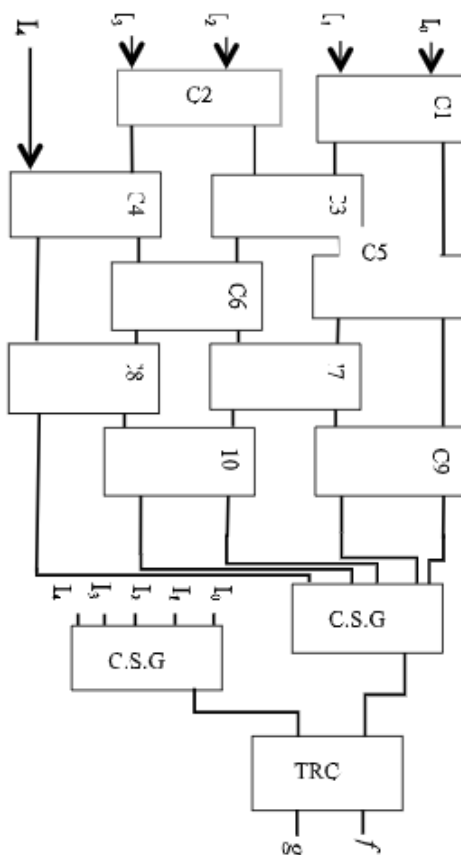 I₄ I₃ I₂ I₁ I₀
C2 C1
C4 C3
C5
C6
C8 C7
10 C9
I₄ I₃ I₂ I₁ I₀
C.S.G
C.S.G
TRC
g f